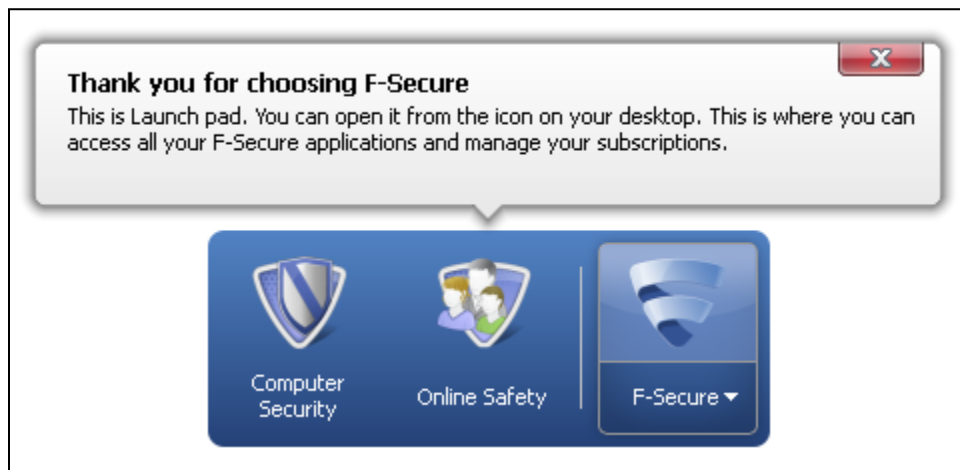 Thank you for choosing F-Secure
This is Launch pad. You can open it from the icon on your desktop. This is where you can
access all your F-Secure applications and manage your subscriptions.
Computer
Security
Online Safety
F-Secure